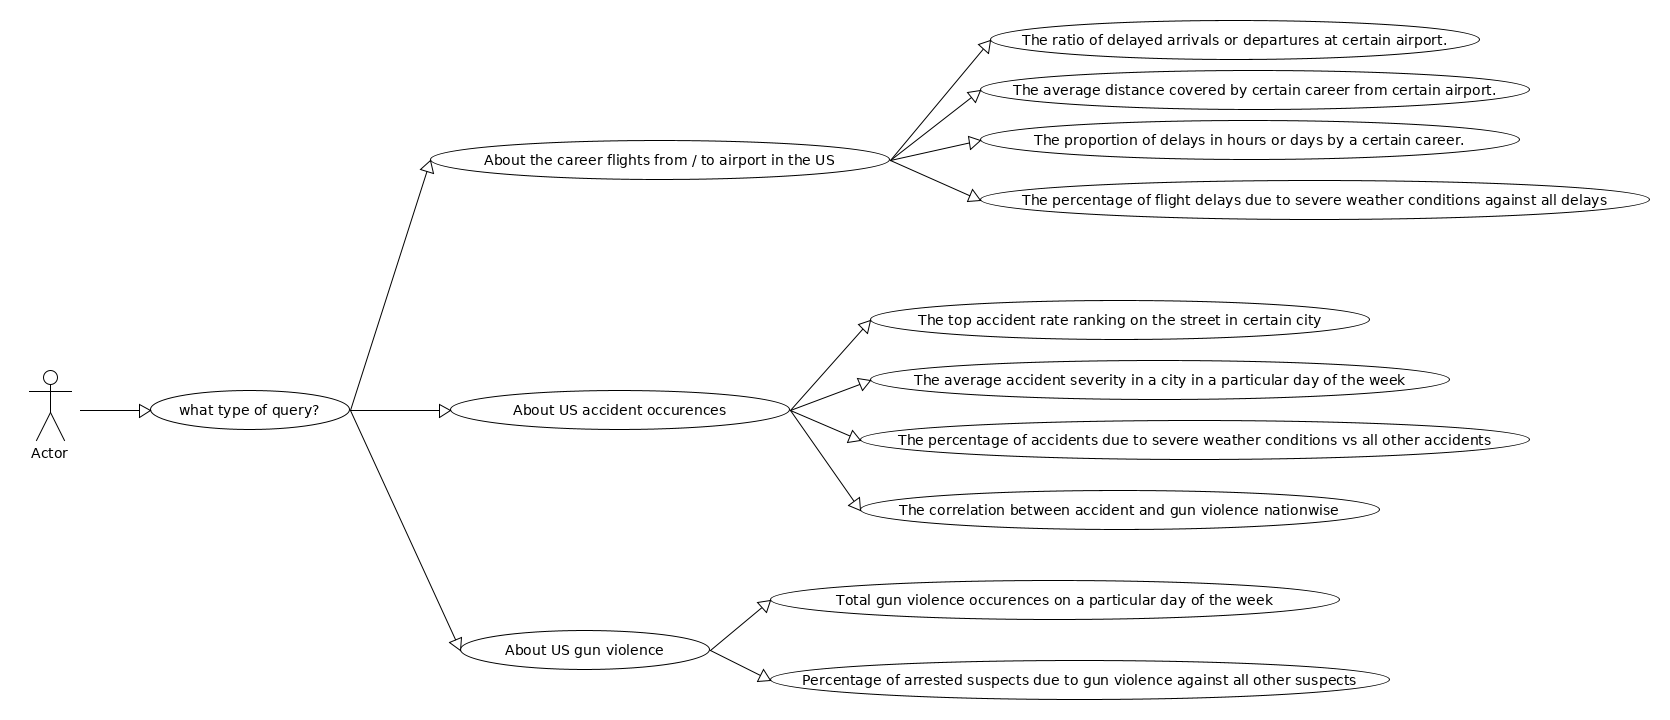 The ratio of delayed arrivals or departures at certain airport.
The average distance covered by certain career from certain airport.
The proportion of delays in hours or days by a certain career.
About the career flights from / to airport in the US
The percentage of flight delays due to severe weather conditions against all delays
The top accident rate ranking on the street in certain city
The average accident severity in a city in a particular day of the week
what type of query?
About US accident occurences
The percentage of accidents due to severe weather conditions vs all other accidents
Actor
The correlation between accident and gun violence nationwise
Total gun violence occurences on a particular day of the week
About US gun violence
Percentage of arrested suspects due to gun violence against all other suspects